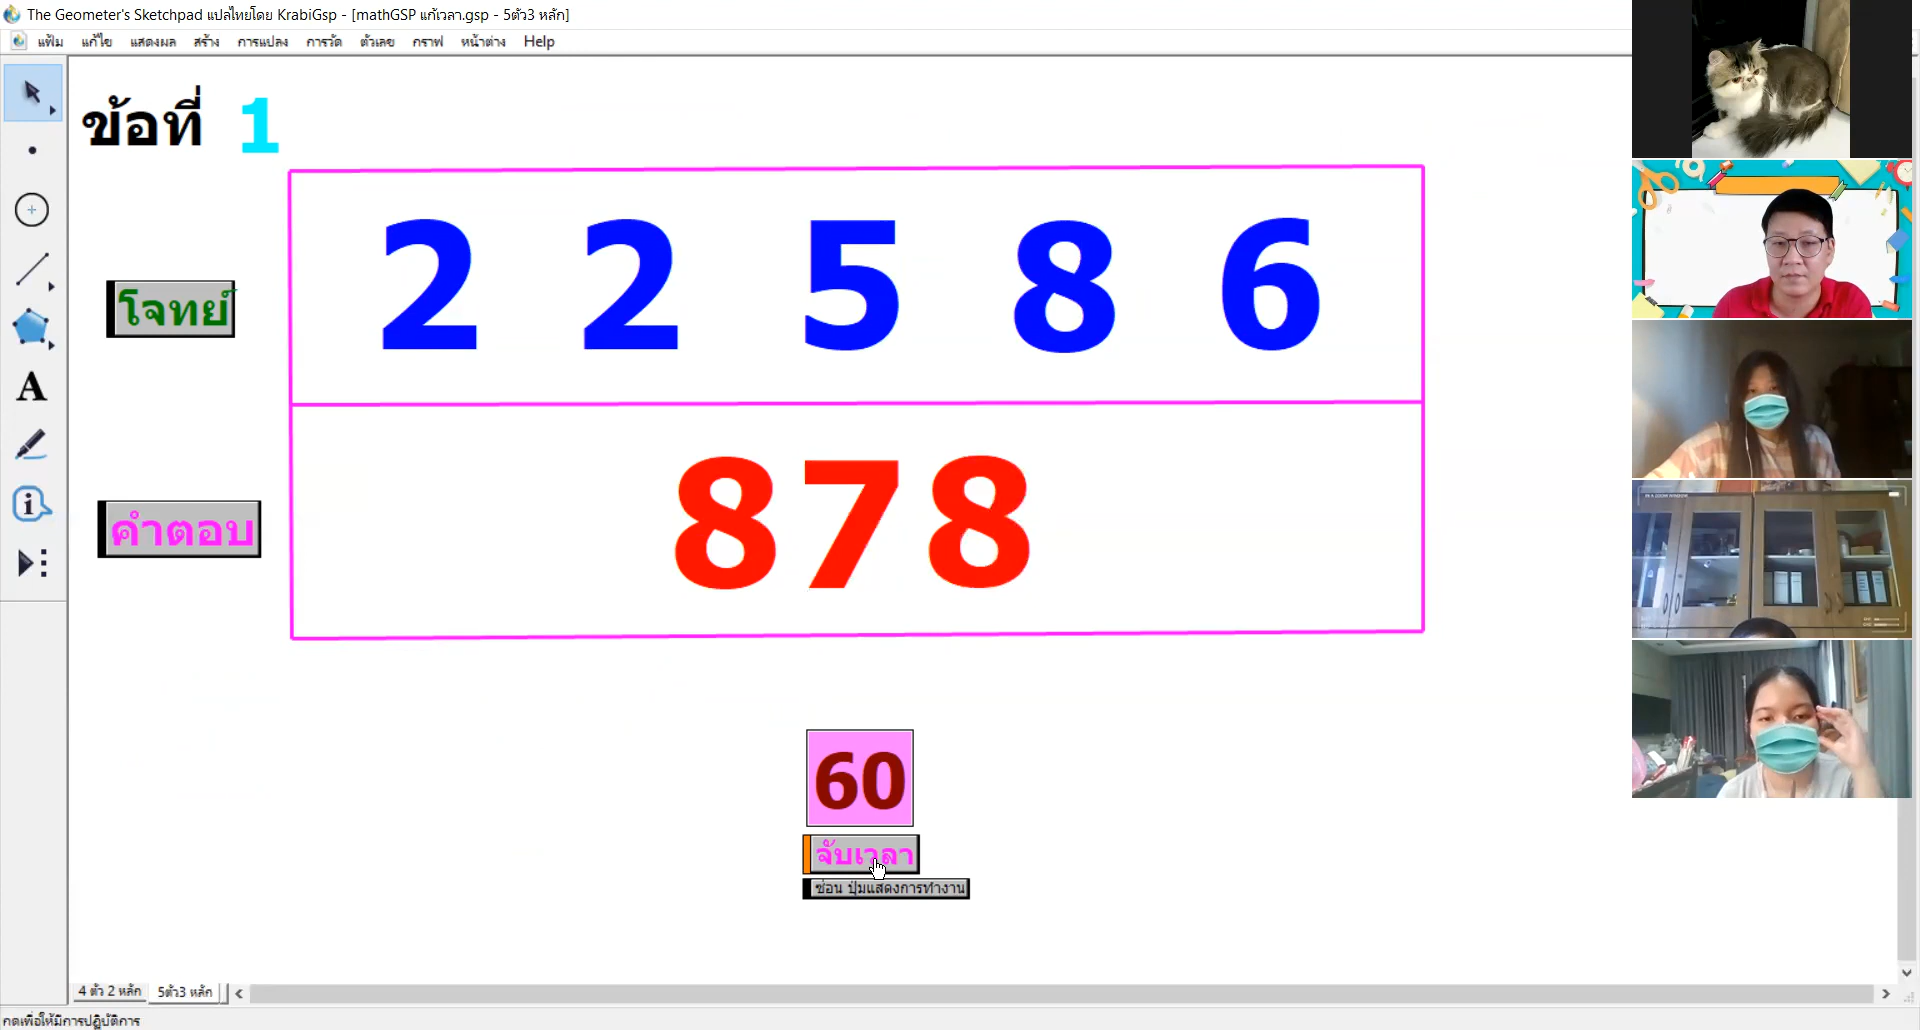 The Geometer's Sketchpad แปลไทยโดย KrabiGsp - [mathGSP แก้เวลา.gsp - 5ตัว3 หลัก]
แฟ้ม แก้ไข แสดงผล สร้าง การแปลง การวัด ตัวเลข กราฟ หน้าต่าง Help
ข้อที่ 1
โจทย์
2 2 5 8 6
คำตอบ
878
60
จับเวลา
ซ่อน ปุ่มแสดงการทำงาน
4 ตัว 2 หลัก 5ตัว3 หลัก
กดเพื่อให้มีการปฏิบัติการ